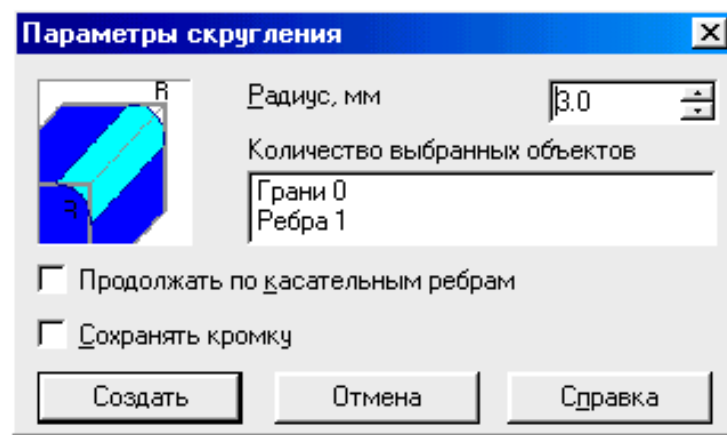 Параметры скругления
R
R
Радиус, мм
3.0
Количество выбранных объектов
Грани 0
Ребра 1
Продолжать по касательным ребрам
Сохранять кромку
Создать Отмена Справка